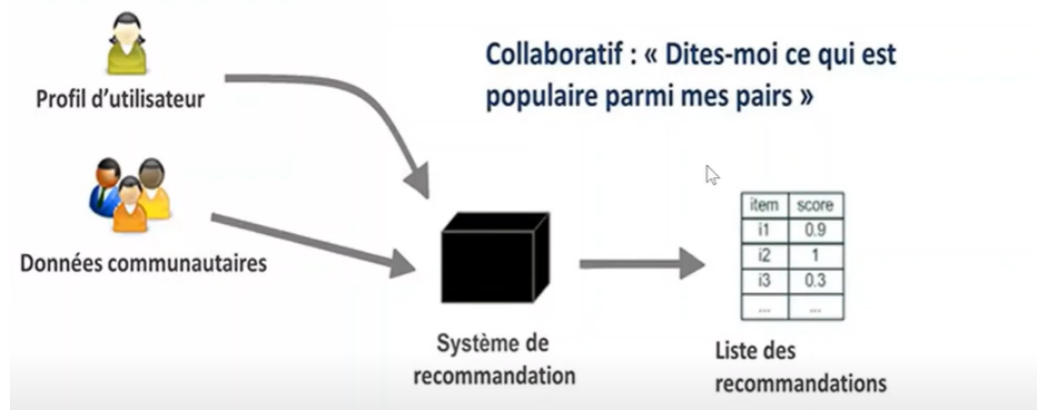 Collaboratif : « Dites-moi ce qui est
populaire parmi mes pairs »
Profil d'utilisateur
Données communautaires
Système de
recommandation
item score
i1 0.9
i2 1
i3 0.3
... ...
Liste des
recommandations